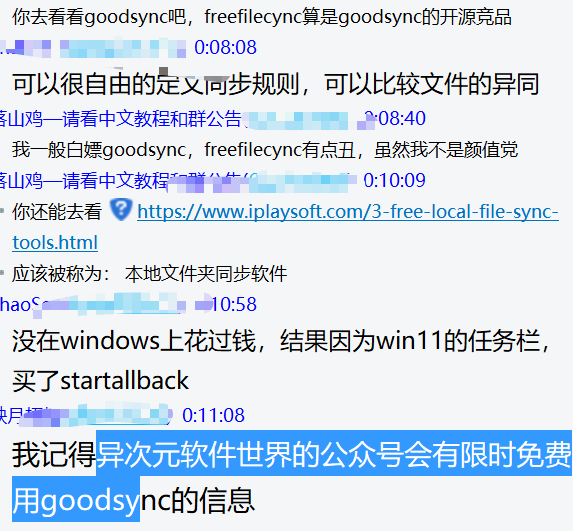 你去看看goodsync吧，freefilecync算是goodsync的开源竞品
0:08:08
可以很自由的定义同步规则，可以比较文件的异同
落山鸡—请看中文教程和群公告 0:08:40
我一般白嫖goodsync，freefilecync有点丑，虽然我不是颜值党
落山鸡—请看中文教程和群公告 0:10:09
你还能去看 https://www.iplaysoft.com/3-free-local-file-sync-
tools.html
应该被称为： 本地文件夹同步软件
10:58
没在windows上花过钱，结果因为win11的任务栏，
买了startallback
0:11:08
我记得异次元软件世界的公众号会有限时免费
用goodsync的信息